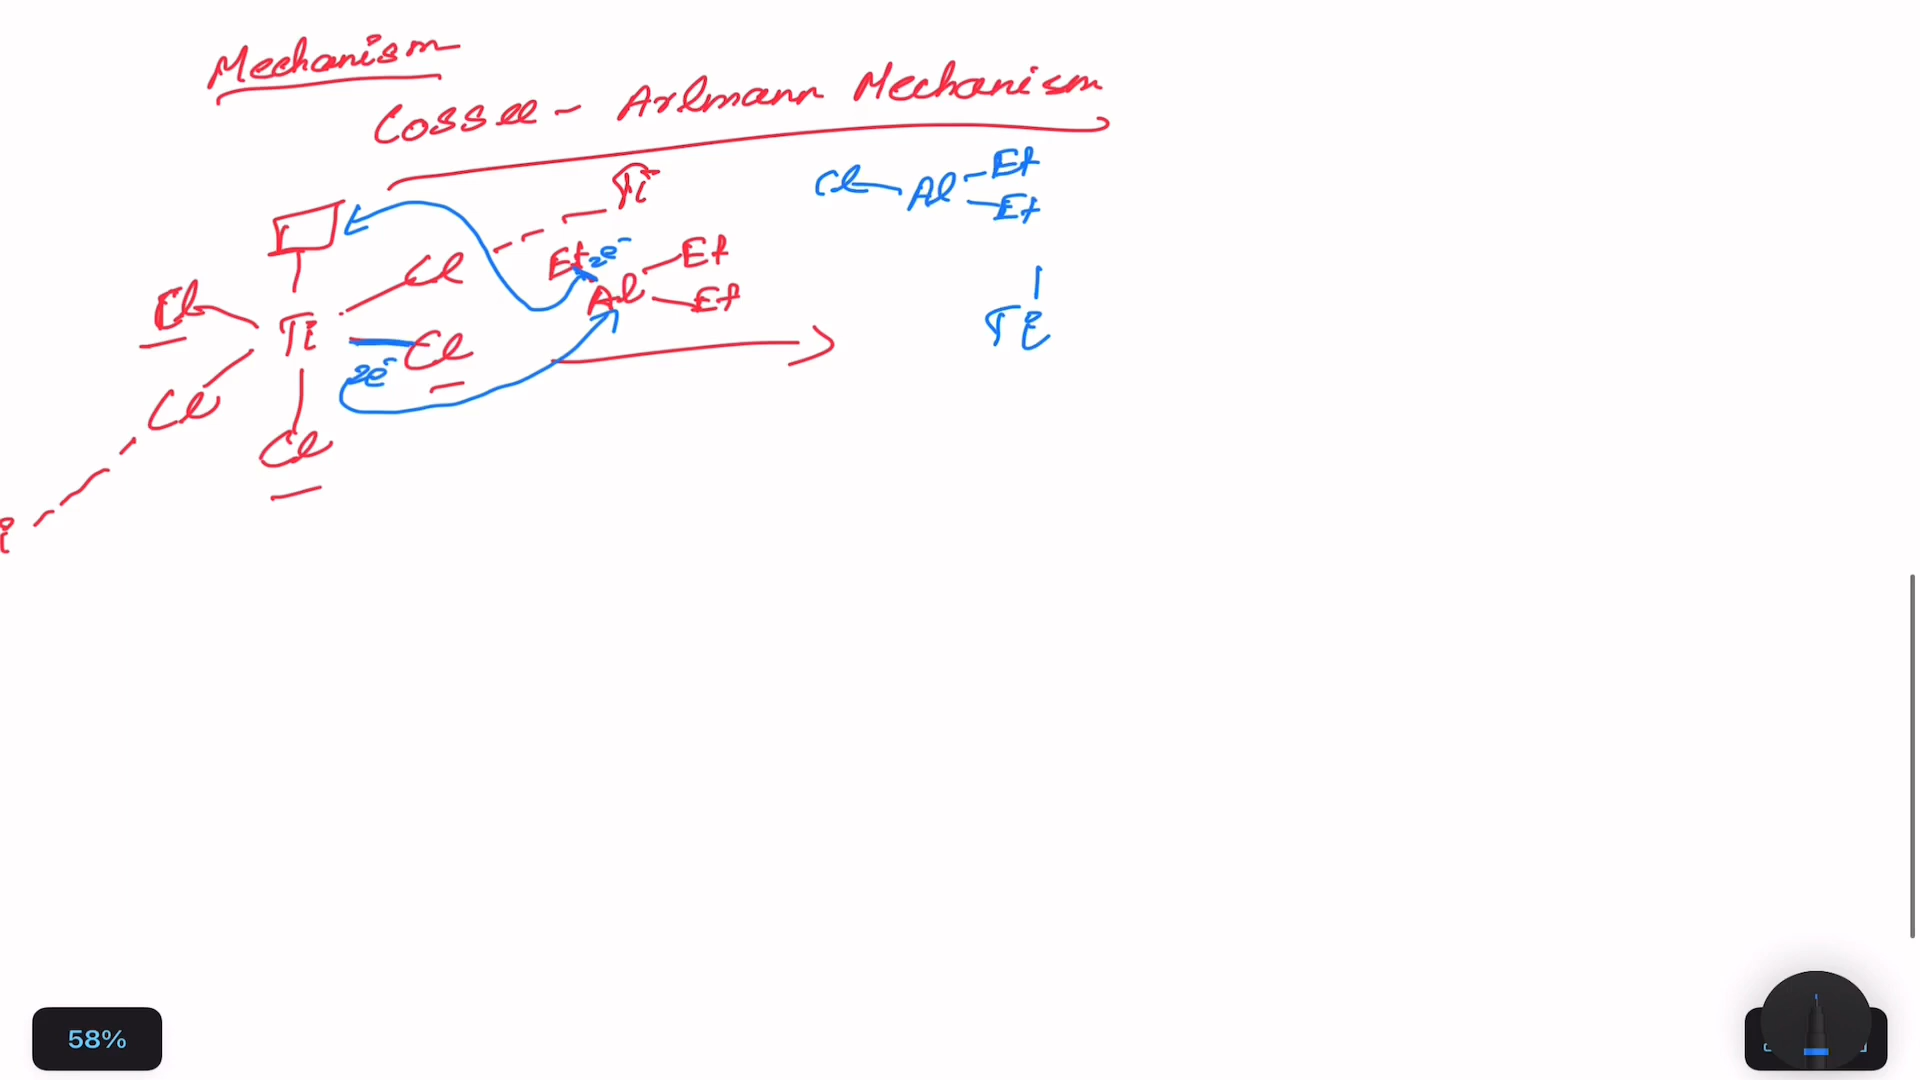 Mechanism
Cossee - Arlmann Mechanism
Cl Al Et
Et
Ti
Et 2e⁻
Al Et
Et
Cl
Cl Ti Cl
2e⁻
Cl
Cl
Ti
i
58%